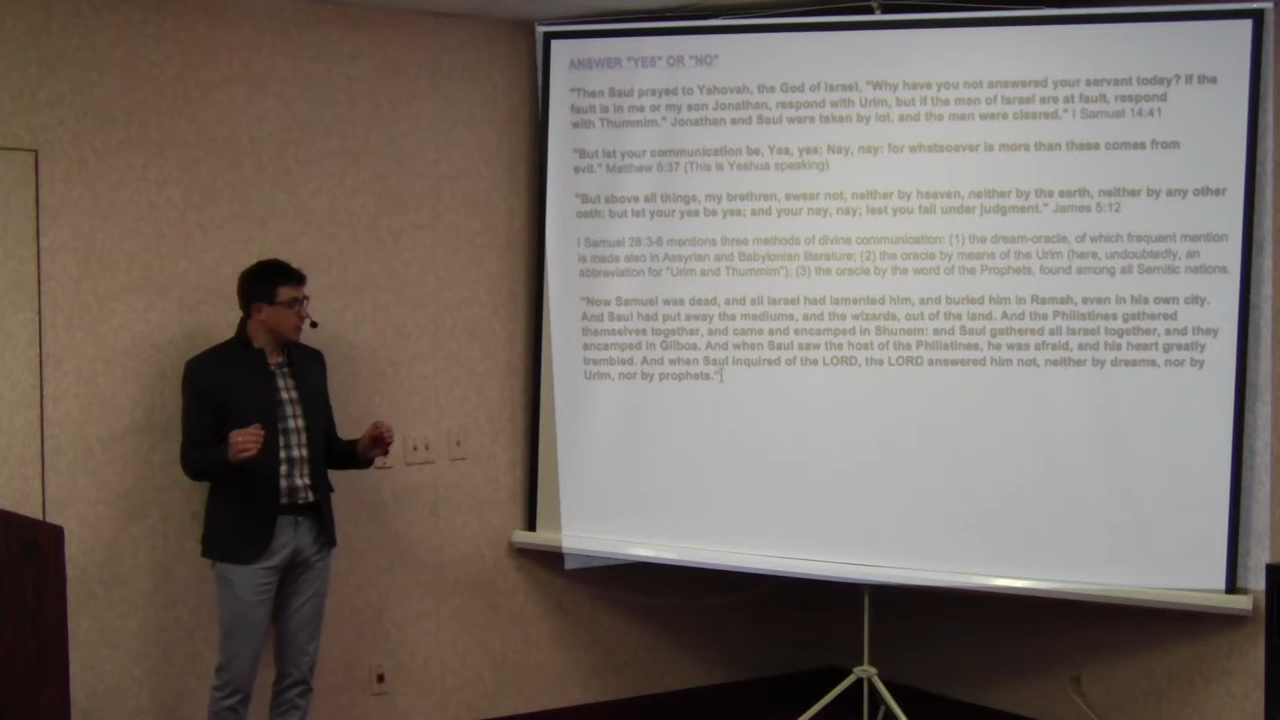 ANSWER "YES" OR "NO"
"Then Saul prayed to Yahovah, the God of Israel, "Why have you not answered your servant today? If the
fault is in me or my son Jonathan, respond with Urim, but if the men of Israel are at fault, respond
with Thummim." Jonathan and Saul were taken by lot, and the men were cleared." I Samuel 14:41
"But let your communication be, Yes, yea; Nay, nay: for whatsoever is more than these comes from
evil." Matthew 5:37 (This is Yeshua speaking)
"But above all things, my brethren, swear not, neither by heaven, neither by the earth, neither by any other
oath: but let your yea be yea; and your nay, nay; lest you fall under judgment." James 5:12
I Samuel 28:3-6 mentions three methods of divine communication: (1) the dream-oracle, of which frequent mention
is made also in Assyrian and Babylonian literature; (2) the oracle by means of the Urim (here, undoubtedly, an
abbreviation for "Urim and Thummim"); (3) the oracle by the word of the Prophets, found among all Semitic nations.
"Now Samuel was dead, and all Israel had lamented him, and buried him in Ramah, even in his own city.
And Saul had put away the mediums, and the wizards, out of the land. And the Philistines gathered
themselves together, and came and encamped in Shunem: and Saul gathered all Israel together, and they
encamped in Gilboa. And when Saul saw the host of the Philistines, he was afraid, and his heart greatly
trembled. And when Saul inquired of the LORD, the LORD answered him not, neither by dreams, nor by
Urim, nor by prophets."